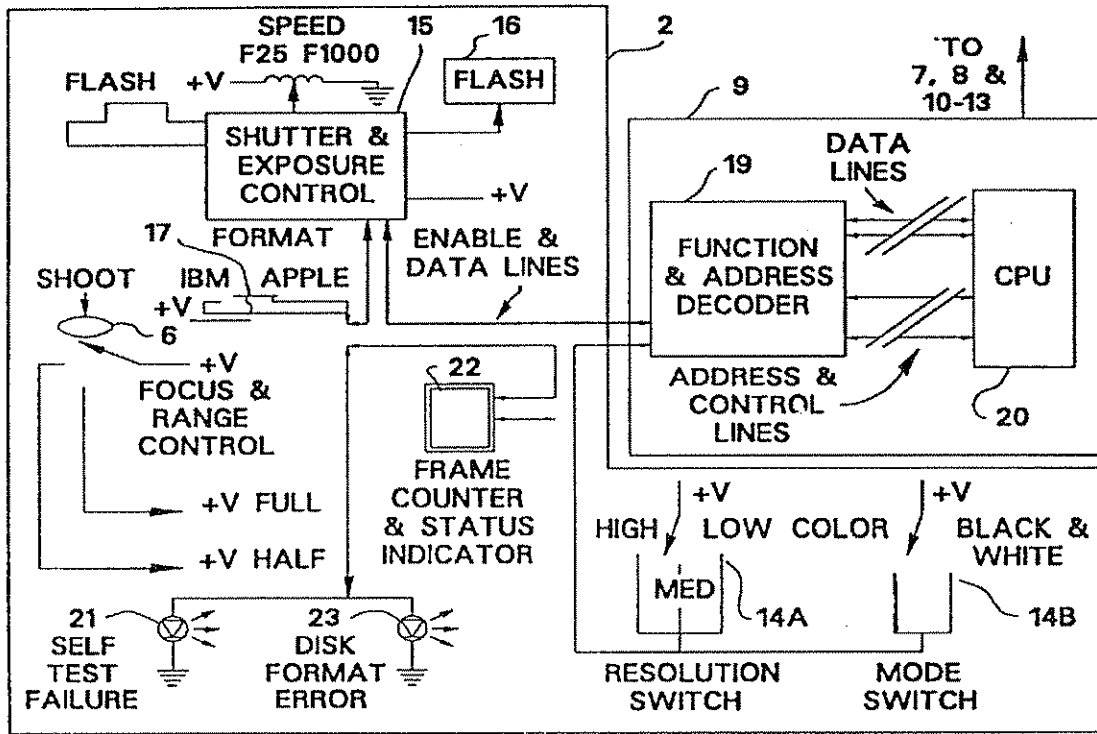 SPEED
F25 F1000
15
16
2
FLASH
+V
FLASH
TO
7, 8 &
10-13
9
SHUTTER &
EXPOSURE
CONTROL
+V
DATA
LINES
19
FUNCTION
& ADDRESS
DECODER
CPU
17
FORMAT
IBM APPLE
+V
ENABLE &
DATA LINES
SHOOT
6
+V
FOCUS &
RANGE
CONTROL
22
FRAME
COUNTER
& STATUS
INDICATOR
ADDRESS &
CONTROL
LINES
20
+V FULL
+V HALF
+V
HIGH LOW
MED
14A
RESOLUTION
SWITCH
+V
COLOR BLACK &
WHITE
14B
MODE
SWITCH
21
SELF
TEST
FAILURE
23
DISK
FORMAT
ERROR